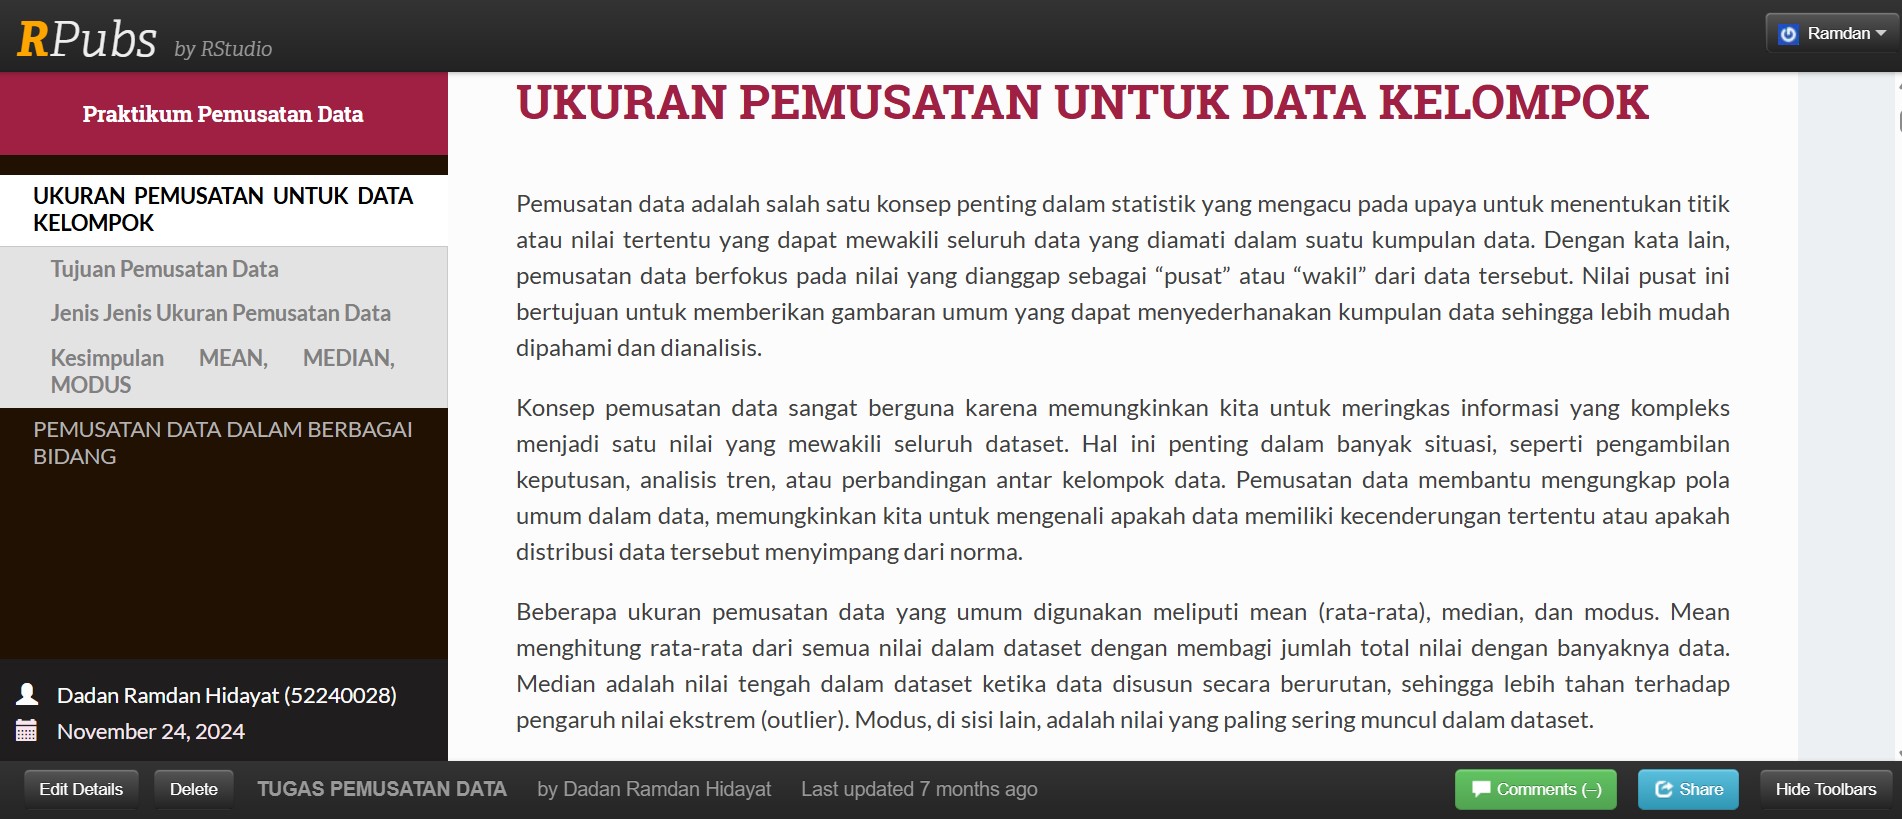 RPubs by RStudio
Ramdan
Praktikum Pemusatan Data
UKURAN PEMUSATAN UNTUK DATA
KELOMPOK
Tujuan Pemusatan Data
Jenis Jenis Ukuran Pemusatan Data
Kesimpulan MEAN, MEDIAN,
MODUS
PEMUSATAN DATA DALAM BERBAGAI
BIDANG
Dadan Ramdan Hidayat (52240028)
November 24, 2024
UKURAN PEMUSATAN UNTUK DATA KELOMPOK
Pemusatan data adalah salah satu konsep penting dalam statistik yang mengacu pada upaya untuk menentukan titik
atau nilai tertentu yang dapat mewakili seluruh data yang diamati dalam suatu kumpulan data. Dengan kata lain,
pemusatan data berfokus pada nilai yang dianggap sebagai “pusat” atau “wakil” dari data tersebut. Nilai pusat ini
bertujuan untuk memberikan gambaran umum yang dapat menyederhanakan kumpulan data sehingga lebih mudah
dipahami dan dianalisis.
Konsep pemusatan data sangat berguna karena memungkinkan kita untuk meringkas informasi yang kompleks
menjadi satu nilai yang mewakili seluruh dataset. Hal ini penting dalam banyak situasi, seperti pengambilan
keputusan, analisis tren, atau perbandingan antar kelompok data. Pemusatan data membantu mengungkap pola
umum dalam data, memungkinkan kita untuk mengenali apakah data memiliki kecenderungan tertentu atau apakah
distribusi data tersebut menyimpang dari norma.
Beberapa ukuran pemusatan data yang umum digunakan meliputi mean (rata-rata), median, dan modus. Mean
menghitung rata-rata dari semua nilai dalam dataset dengan membagi jumlah total nilai dengan banyaknya data.
Median adalah nilai tengah dalam dataset ketika data disusun secara berurutan, sehingga lebih tahan terhadap
pengaruh nilai ekstrem (outlier). Modus, di sisi lain, adalah nilai yang paling sering muncul dalam dataset.
Edit Details
Delete
TUGAS PEMUSATAN DATA
by Dadan Ramdan Hidayat
Last updated 7 months ago
Comments (–)
Share
Hide Toolbars